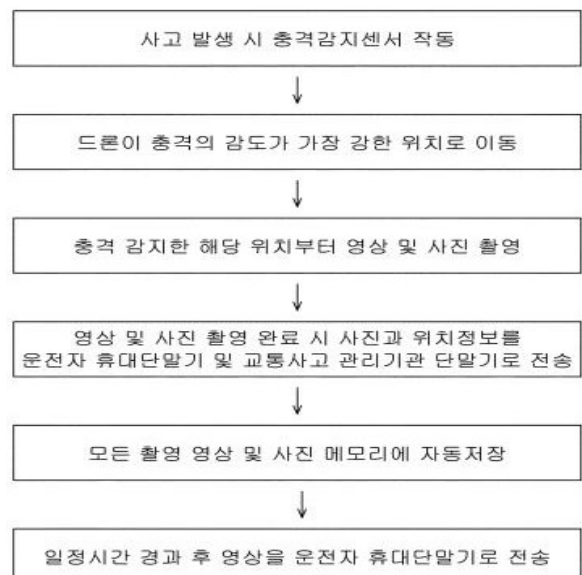 사고 발생 시 충격감지센서 작동
드론이 충격의 감도가 가장 강한 위치로 이동
충격 감지한 해당 위치부터 영상 및 사진 촬영
영상 및 사진 촬영 완료 시 사진과 위치정보를
운전자 휴대단말기 및 교통사고 관리기관 단말기로 전송
모든 촬영 영상 및 사진 메모리에 자동저장
일정시간 경과 후 영상을 운전자 휴대단말기로 전송